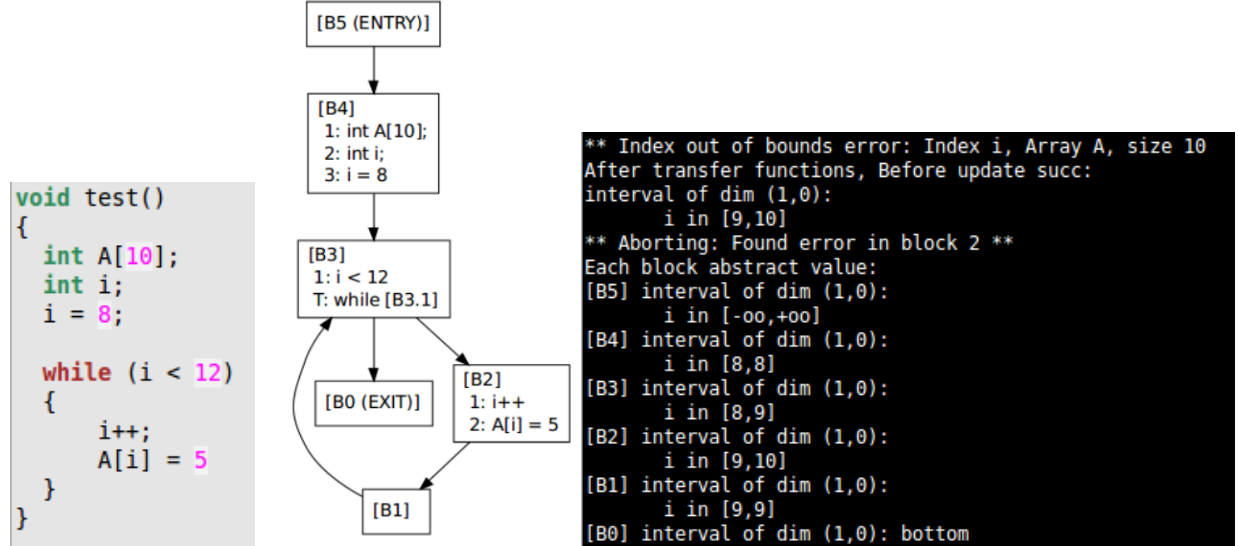 void test()
{
int A[10];
int i;
i = 8;
while (i < 12)
{
i++;
A[i] = 5
}
}
[B5 (ENTRY)]
[B4]
1: int A[10];
2: int i;
3: i = 8
[B3]
1: i < 12
T: while [B3.1]
[B0 (EXIT)]
[B2]
1: i++
2: A[i] = 5
[B1]
** Index out of bounds error: Index i, Array A, size 10
After transfer functions, Before update succ:
interval of dim (1,0):
i in [9,10]
** Aborting: Found error in block 2 **
Each block abstract value:
[B5] interval of dim (1,0):
i in [-oo,+oo]
[B4] interval of dim (1,0):
i in [8,8]
[B3] interval of dim (1,0):
i in [8,9]
[B2] interval of dim (1,0):
i in [9,10]
[B1] interval of dim (1,0):
i in [9,9]
[B0] interval of dim (1,0): bottom